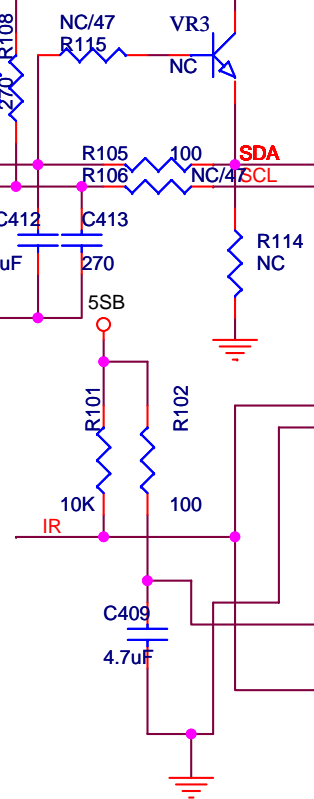 R108
270
NC/47
R115
VR3
NC
R105
100
SDA
R106
NC/47
SCL
C412
uF
C413
270
R114
NC
5SB
R101
R102
10K
100
IR
C409
4.7uF